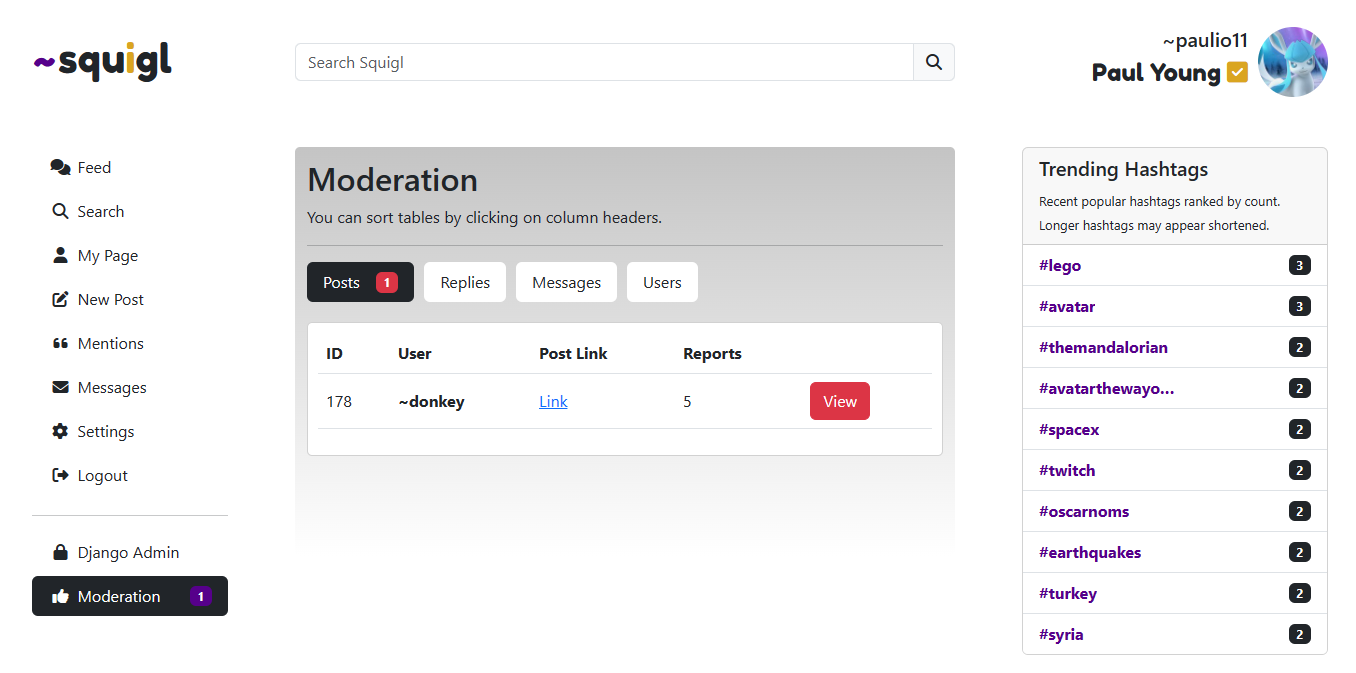 ~squigl
Search Squigl
~paulio11
Paul Young
Feed
Search
My Page
New Post
Mentions
Messages
Settings
Logout
Django Admin
Moderation 1
Moderation
You can sort tables by clicking on column headers.
Posts 1 Replies Messages Users
ID User Post Link Reports
178 ~donkey Link 5 View
Trending Hashtags
Recent popular hashtags ranked by count.
Longer hashtags may appear shortened.
#lego 3
#avatar 3
#themandalorian 2
#avatarthewayo... 2
#spacex 2
#twitch 2
#oscarnoms 2
#earthquakes 2
#turkey 2
#syria 2